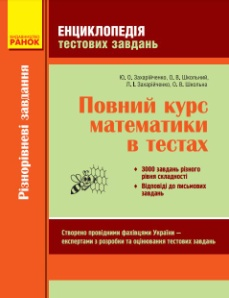 ВИДАВНИЦТВО
РАНОК
ЕНЦИКЛОПЕДІЯ
тестових завдань
Різнорівневі завдання
Ю. О. Захарійченко, О. В. Школьний,
Л. І. Захарійченко, О. В. Школьна
Повний курс
математики
в тестах
• 3000 завдань різного
рівня складності
• Відповіді до письмових
завдань
Створено провідними фахівцями України —
експертами з розробки та оцінювання тестових завдань